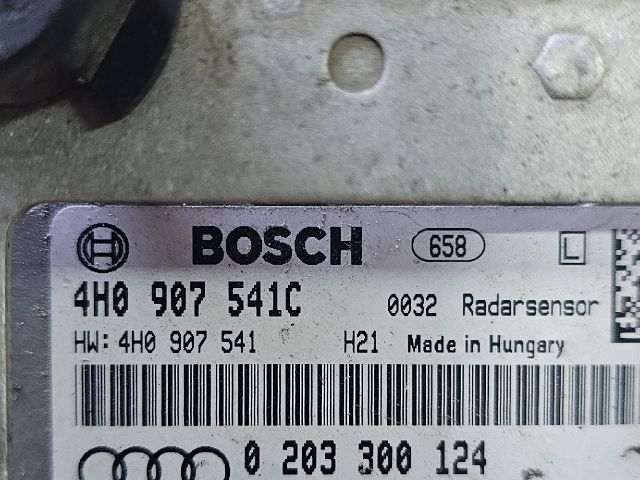 BOSCH 658 L
4H0 907 541C 0032 Radarsensor
HW: 4H0 907 541 H21 Made in Hungary
0 203 300 124